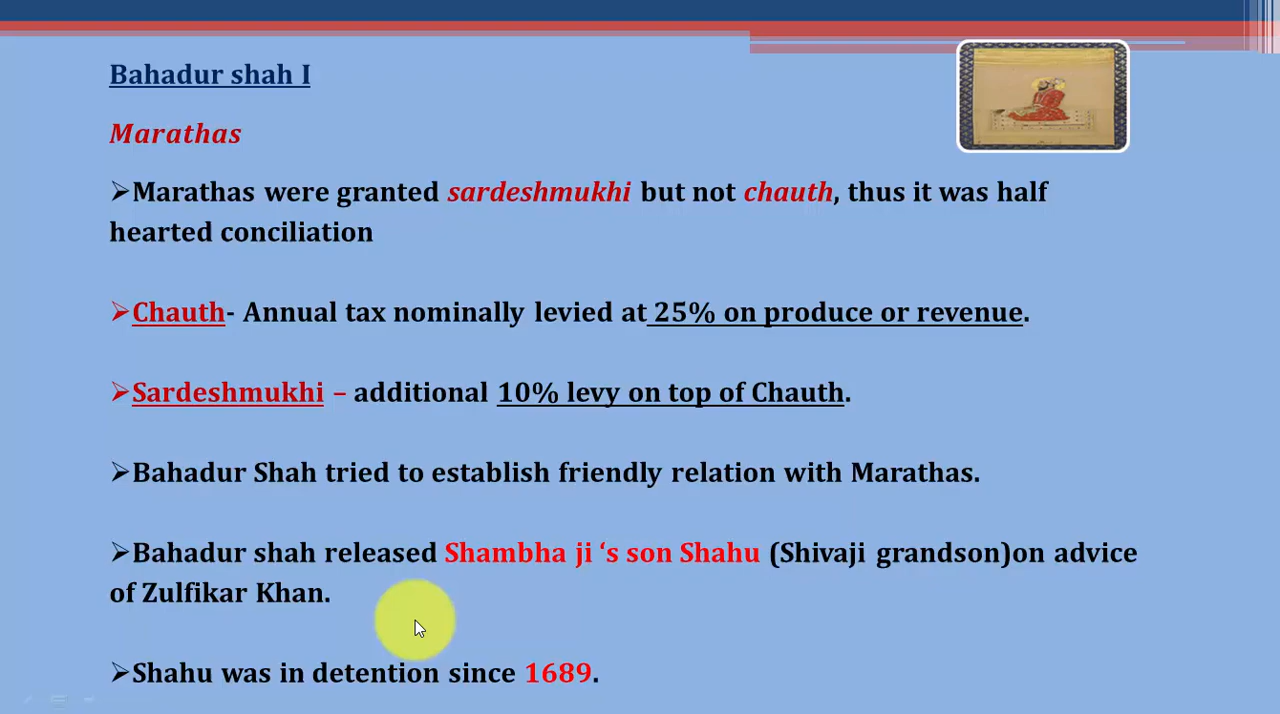 Bahadur shah I
Marathas
➢Marathas were granted sardeshmukhi but not chauth, thus it was half
hearted conciliation
➢Chauth- Annual tax nominally levied at 25% on produce or revenue.
➢Sardeshmukhi – additional 10% levy on top of Chauth.
➢Bahadur Shah tried to establish friendly relation with Marathas.
➢Bahadur shah released Shambha ji ‘s son Shahu (Shivaji grandson)on advice
of Zulfikar Khan.
➢Shahu was in detention since 1689.